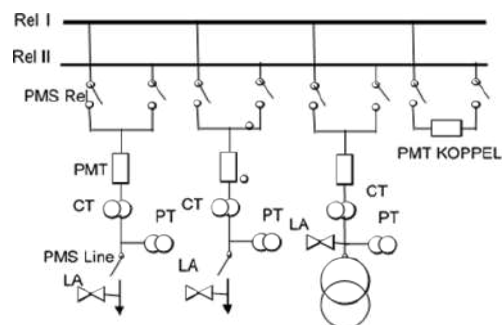 Rel I
Rel II
PMS Rel
PMT KOPPEL
PMT
CT
CT
CT
PT
PT
LA
PT
PMS Line
LA
LA